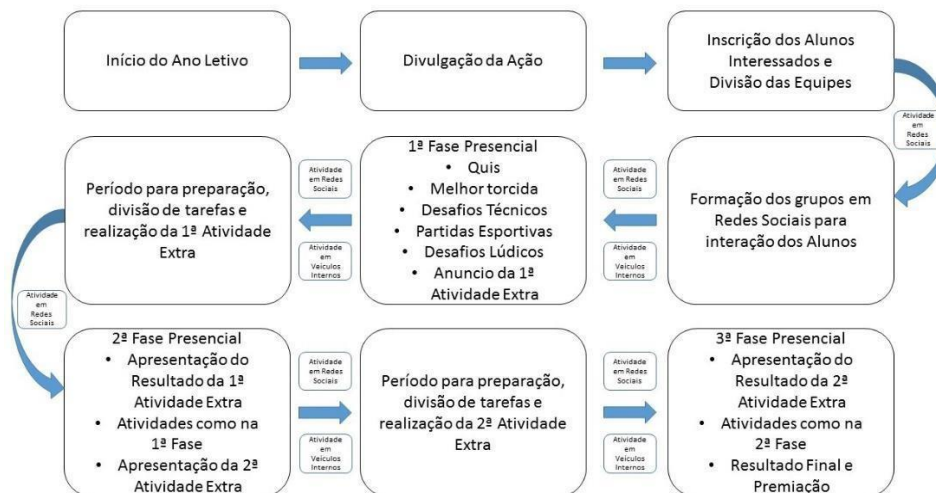 Início do Ano Letivo
Divulgação da Ação
Inscrição dos Alunos
Interessados e
Divisão das Equipes
Atividade
em
Redes
Sociais
Formação dos grupos em
Redes Sociais para
interação dos Alunos
Atividade
em Redes
Sociais
Atividade
em
Veículos
Internos
1ª Fase Presencial
• Quis
• Melhor torcida
• Desafios Técnicos
• Partidas Esportivas
• Desafios Lúdicos
• Anuncio da 1ª
Atividade Extra
Atividade
em Redes
Sociais
Atividade
em
Veículos
Internos
Período para preparação,
divisão de tarefas e
realização da 1ª Atividade
Extra
Atividade
em
Redes
Sociais
2ª Fase Presencial
• Apresentação do
Resultado da 1ª
Atividade Extra
• Atividades como na
1ª Fase
• Apresentação da 2ª
Atividade Extra
Atividade
em Redes
Sociais
Atividade
em
Veículos
Internos
Período para preparação,
divisão de tarefas e
realização da 2ª Atividade
Extra
Atividade
em Redes
Sociais
Atividade
em
Veículos
Internos
3ª Fase Presencial
• Apresentação do
Resultado da 2ª
Atividade Extra
• Atividades como na
2ª Fase
• Resultado Final e
Premiação